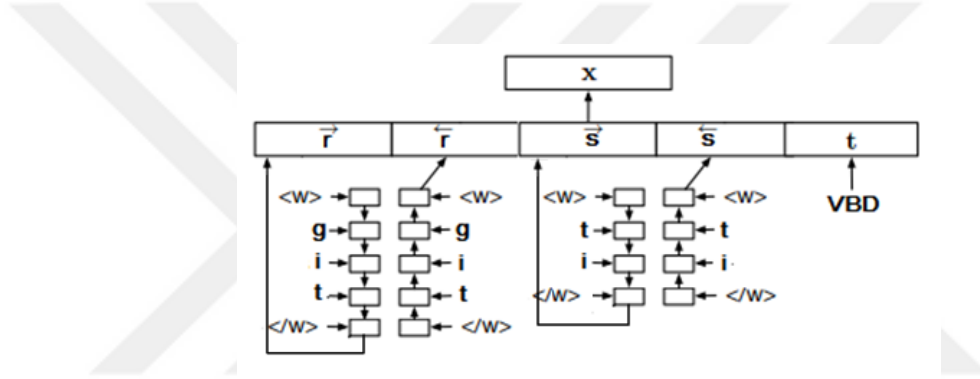 x
r r s s t
<w> <w> <w> <w> VBD
g g t t
i i i i
t t </w> </w>
</w> </w>